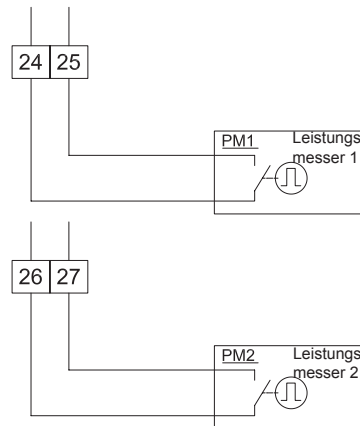 24 25
PM1 Leistungs
messer 1
26 27
PM2 Leistungs
messer 2